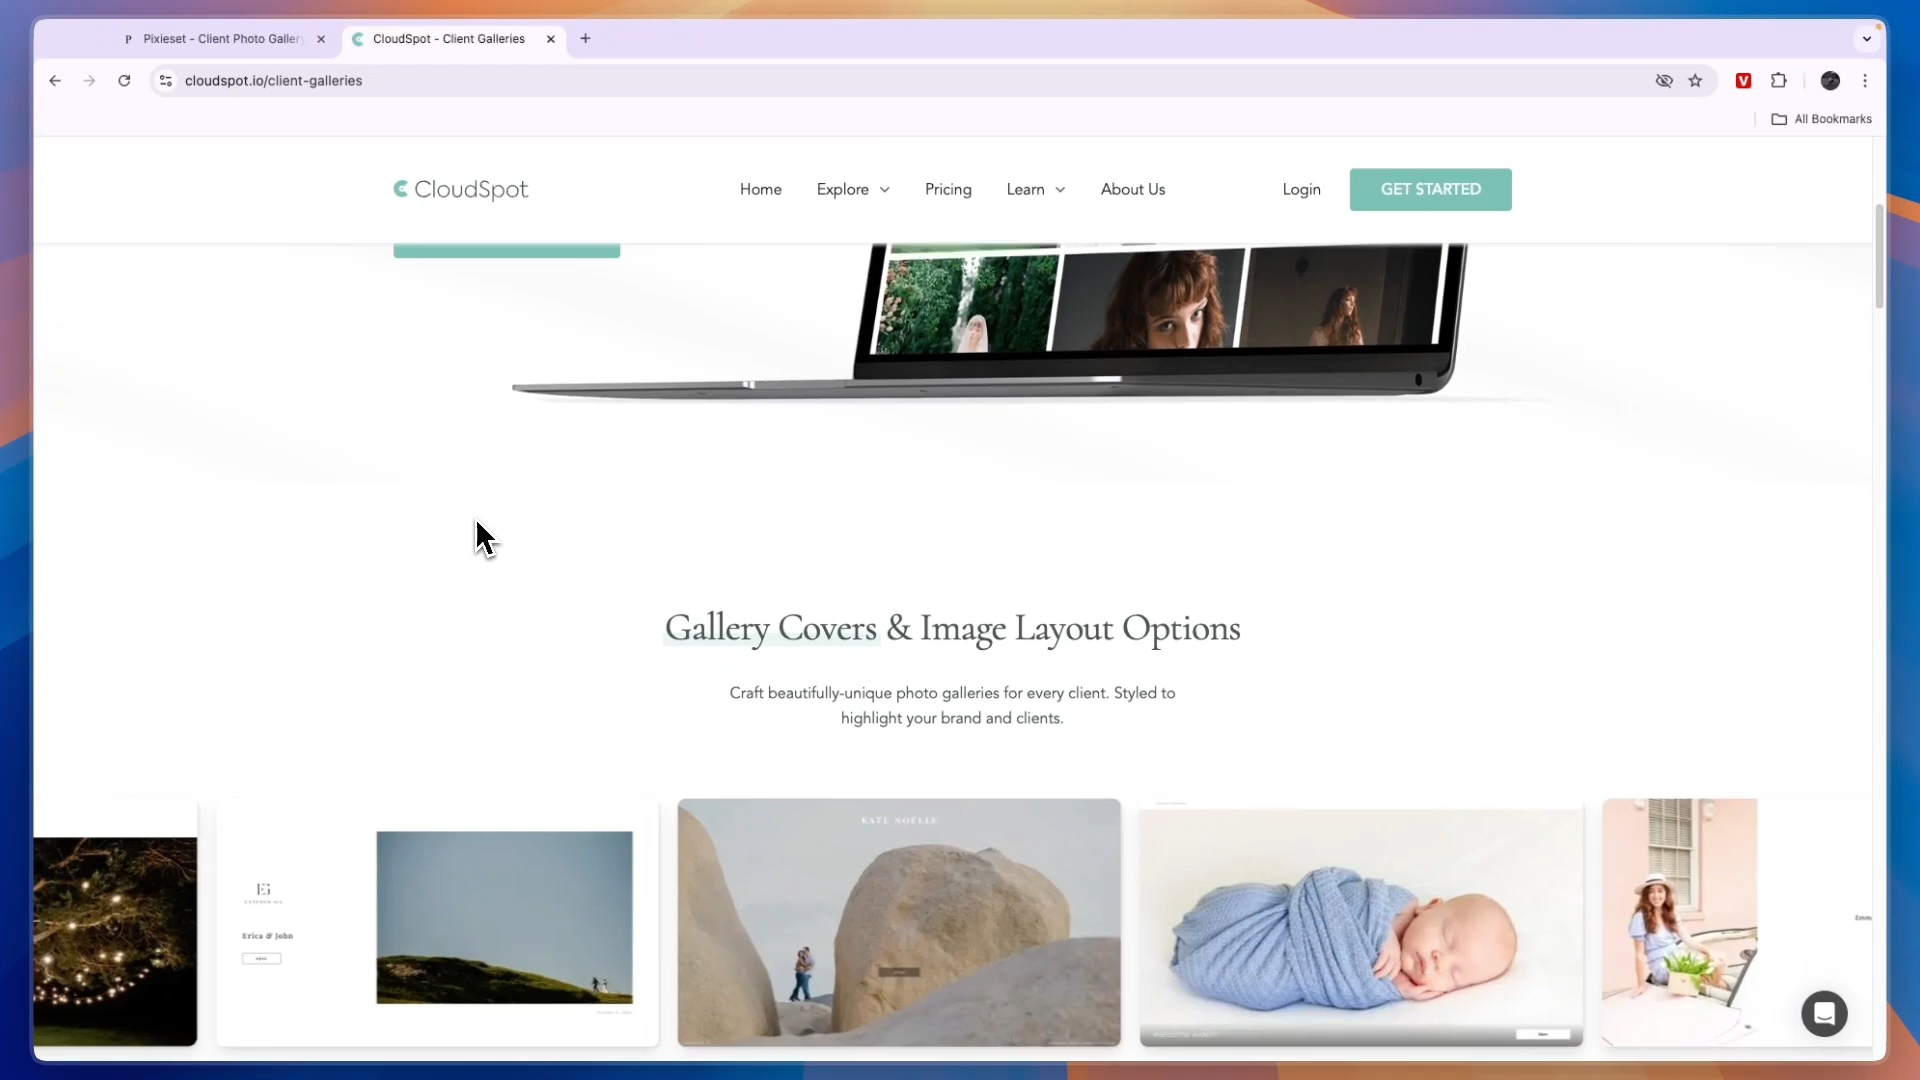 Pixieset - Client Photo Galler
CloudSpot - Client Galleries
cloudspot.io/client-galleries
All Bookmarks
CloudSpot
Home
Explore
Pricing
Learn
About Us
Login
GET STARTED
Gallery Covers & Image Layout Options
Craft beautifully-unique photo galleries for every client. Styled to
highlight your brand and clients.
KATE NOELLE
Erica & John